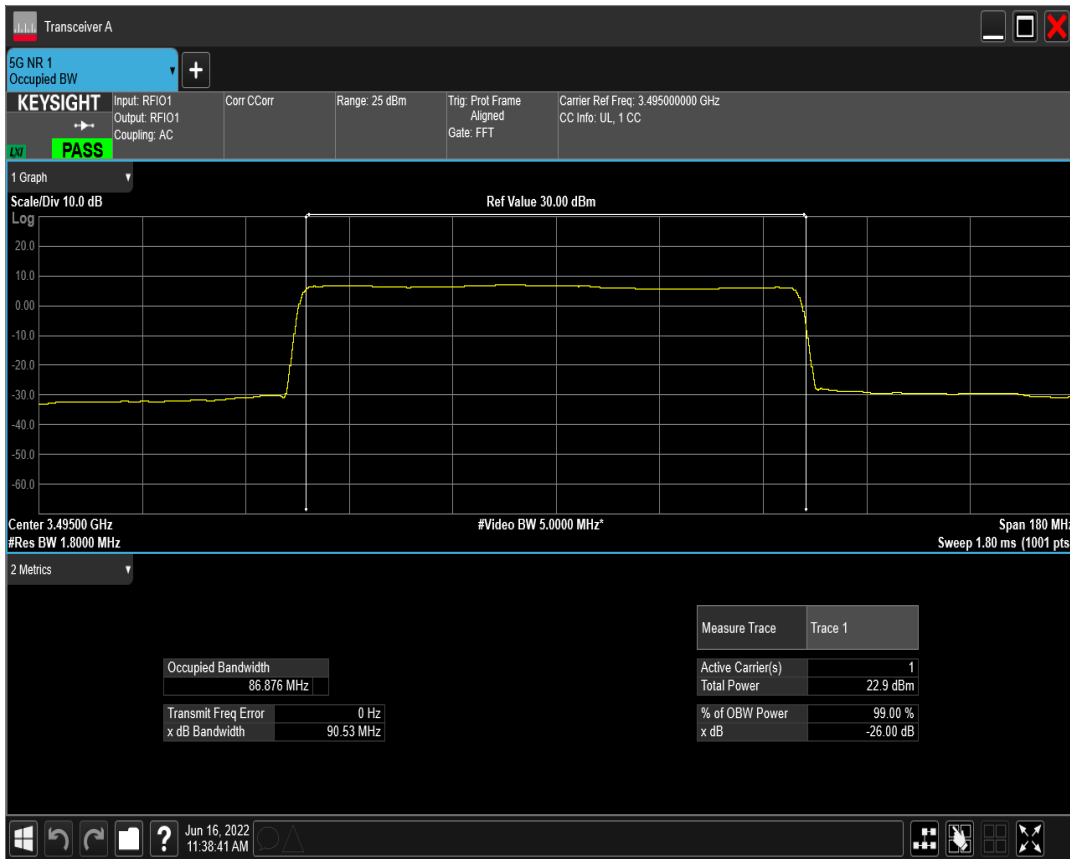 Transceiver A
5G NR 1
Occupied BW
KEYSIGHT
LXI
PASS
Input: RFIO1
Output: RFIO1
Coupling: AC
Corr CCorr
Range: 25 dBm
Trig: Prot Frame
Aligned
Gate: FFT
Carrier Ref Freq: 3.495000000 GHz
CC Info: UL, 1 CC
1 Graph
Scale/Div 10.0 dB
Ref Value 30.00 dBm
Log
20.0
10.0
0.00
-10.0
-20.0
-30.0
-40.0
-50.0
-60.0
Center 3.49500 GHz
#Video BW 5.0000 MHz*
Span 180 MHz
#Res BW 1.8000 MHz
Sweep 1.80 ms (1001 pts
2 Metrics
Measure Trace Trace 1
Occupied Bandwidth
86.876 MHz
Active Carrier(s) 1
Total Power 22.9 dBm
Transmit Freq Error 0 Hz
x dB Bandwidth 90.53 MHz
% of OBW Power 99.00 %
x dB -26.00 dB
?
Jun 16, 2022
11:38:41 AM